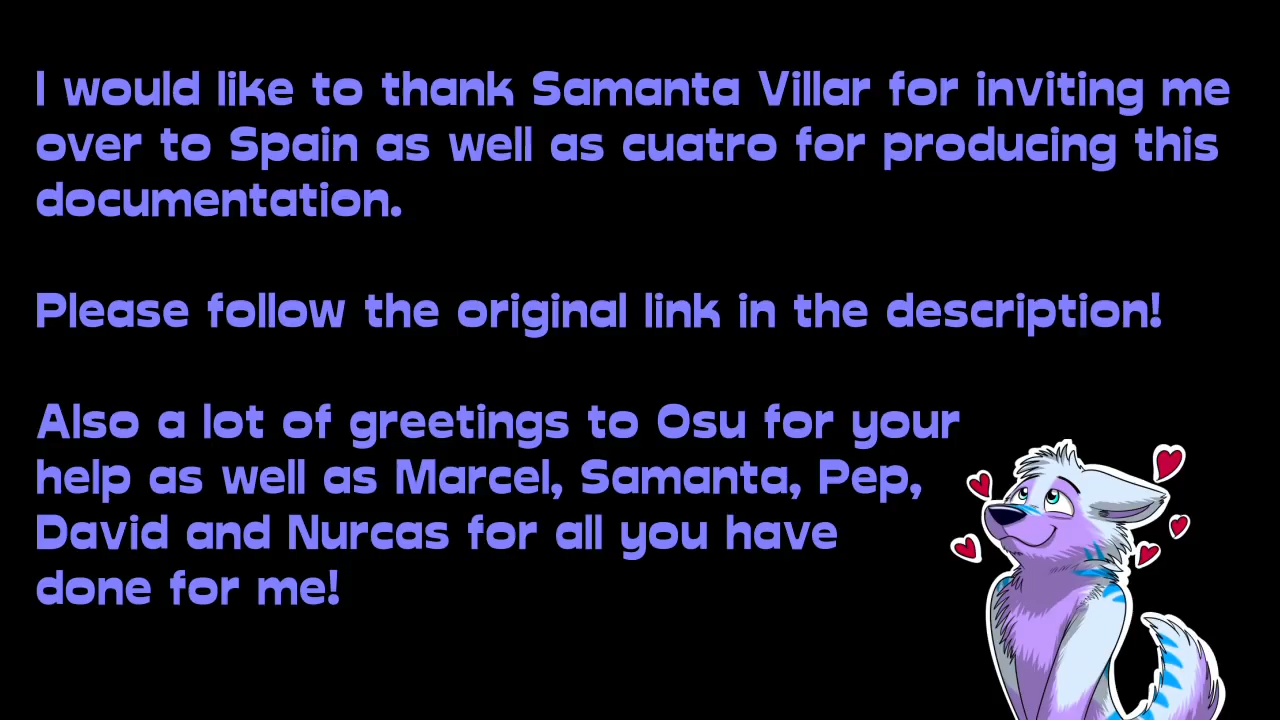 I would like to thank Samanta Villar for inviting me
over to Spain as well as cuatro for producing this
documentation.
Please follow the original link in the description!
Also a lot of greetings to Osu for your
help as well as Marcel, Samanta, Pep,
David and Nurcas for all you have
done for me!